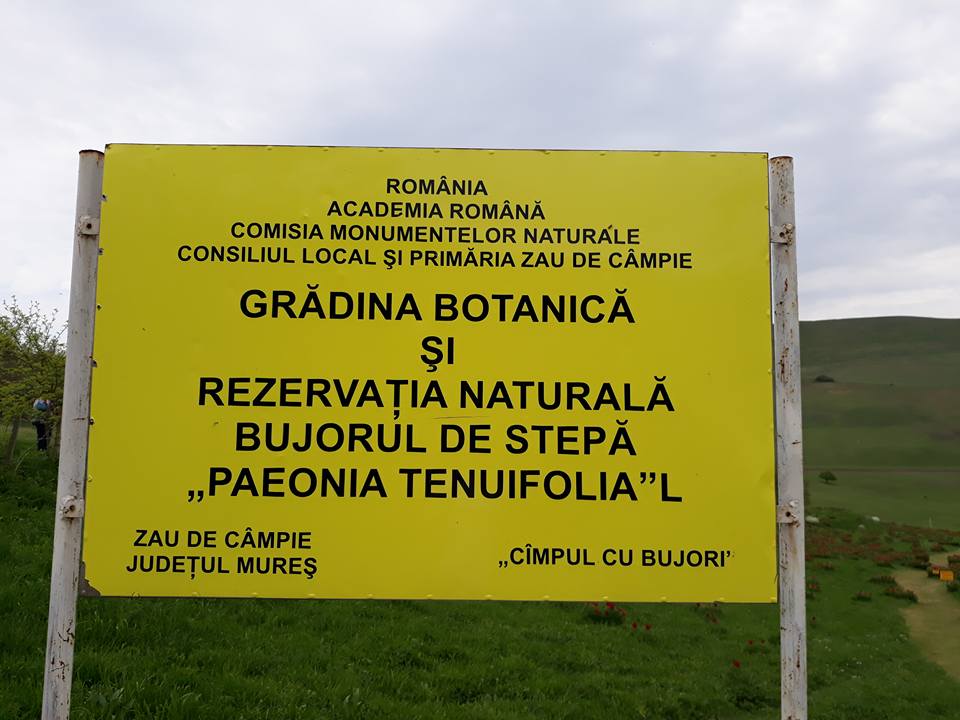 ROMÂNIA
ACADEMIA ROMÂNĂ
COMISIA MONUMENTELOR NATURALE
CONSILIUL LOCAL ŞI PRIMĂRIA ZAU DE CÂMPIE
GRĂDINA BOTANICĂ
ŞI
REZERVAȚIA NATURALĂ
BUJORUL DE STEPĂ
„PAEONIA TENUIFOLIA”L
ZAU DE CÂMPIE
JUDEȚUL MUREŞ
„CÎMPUL CU BUJORI’